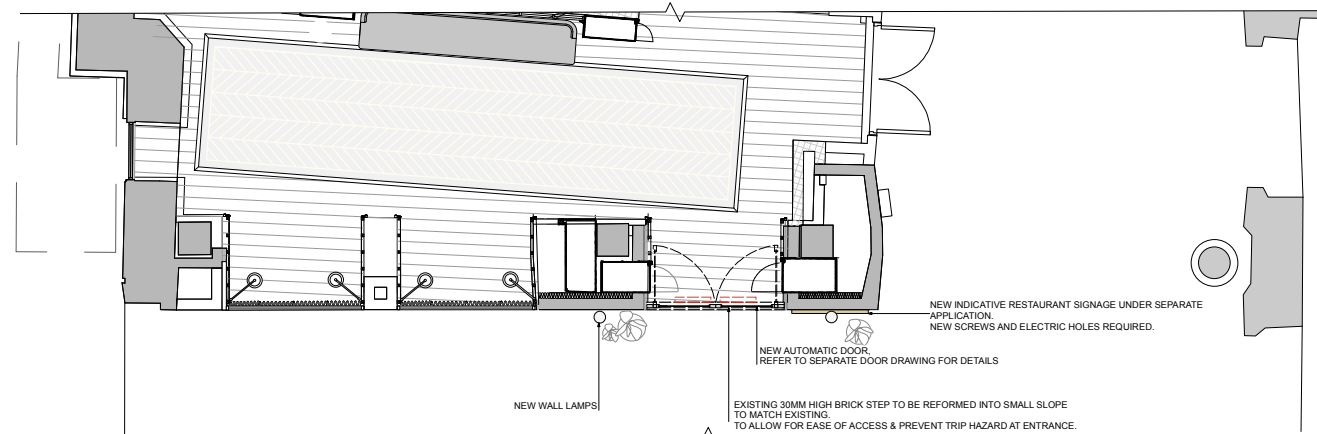 NEW INDICATIVE RESTAURANT SIGNAGE UNDER SEPARATE
APPLICATION.
NEW SCREWS AND ELECTRIC HOLES REQUIRED.
NEW AUTOMATIC DOOR,
REFER TO SEPARATE DOOR DRAWING FOR DETAILS
NEW WALL LAMPS
EXISTING 30MM HIGH BRICK STEP TO BE REFORMED INTO SMALL SLOPE
TO MATCH EXISTING.
TO ALLOW FOR EASE OF ACCESS & PREVENT TRIP HAZARD AT ENTRANCE.